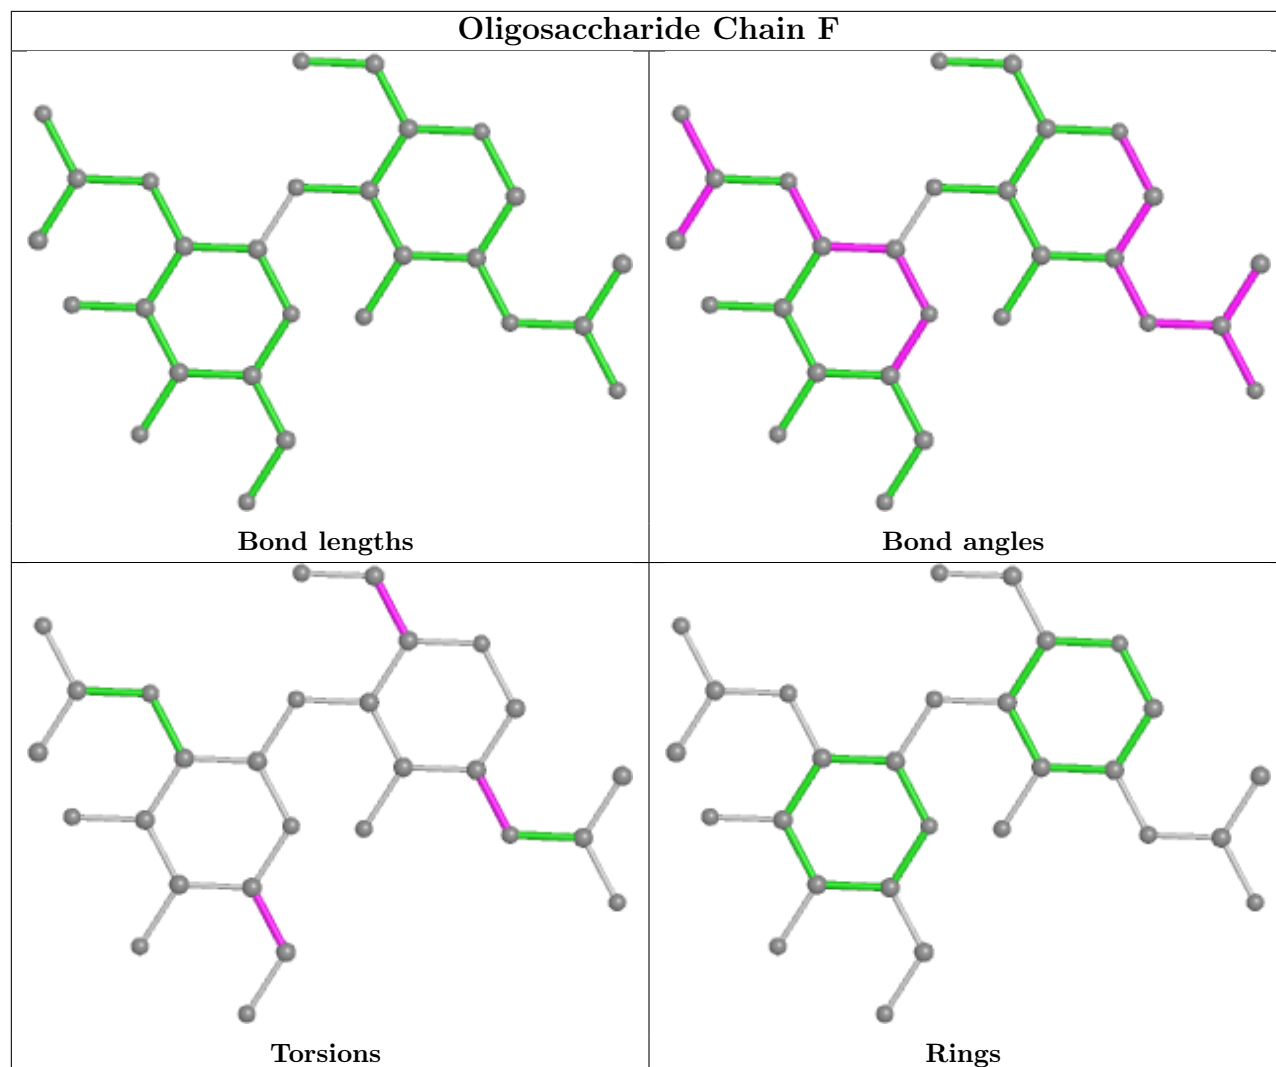 Oligosaccharide Chain F
Bond lengths
Bond angles
Torsions
Rings